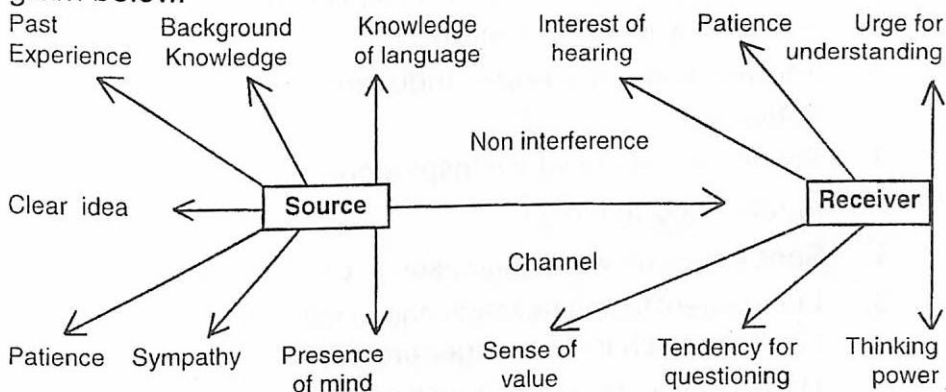 Past
Experience
Background
Knowledge
Knowledge
of language
Interest of
hearing
Patience
Urge for
understanding
Non interference
Clear idea
Source
Receiver
Channel
Patience
Sympathy
Presence
of mind
Sense of
value
Tendency for
questioning
Thinking
power